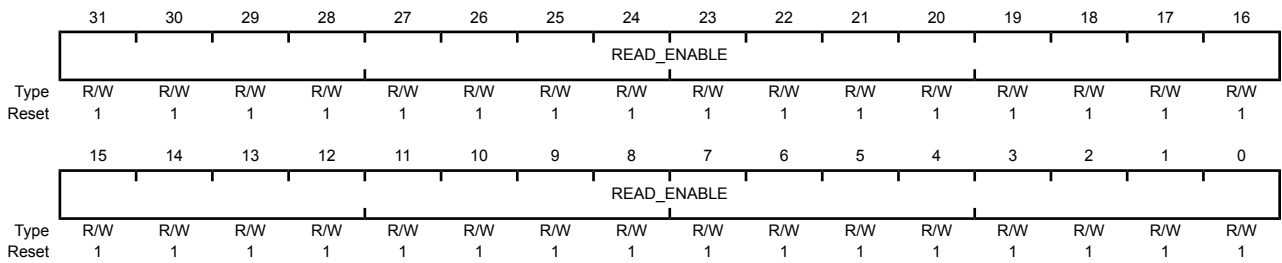 31 30 29 28 27 26 25 24 23 22 21 20 19 18 17 16
READ_ENABLE
Type R/W R/W R/W R/W R/W R/W R/W R/W R/W R/W R/W R/W R/W R/W R/W R/W
Reset 1 1 1 1 1 1 1 1 1 1 1 1 1 1 1 1
15 14 13 12 11 10 9 8 7 6 5 4 3 2 1 0
READ_ENABLE
Type R/W R/W R/W R/W R/W R/W R/W R/W R/W R/W R/W R/W R/W R/W R/W R/W
Reset 1 1 1 1 1 1 1 1 1 1 1 1 1 1 1 1